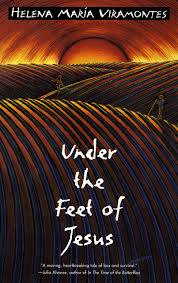 HELENA MARÍA VIRAMONTES
Under
the
Feet of
Jesus
"A moving, heartbreaking tale of loss and survival."
—Julia Alvarez, author of In The Time of the Butterflies